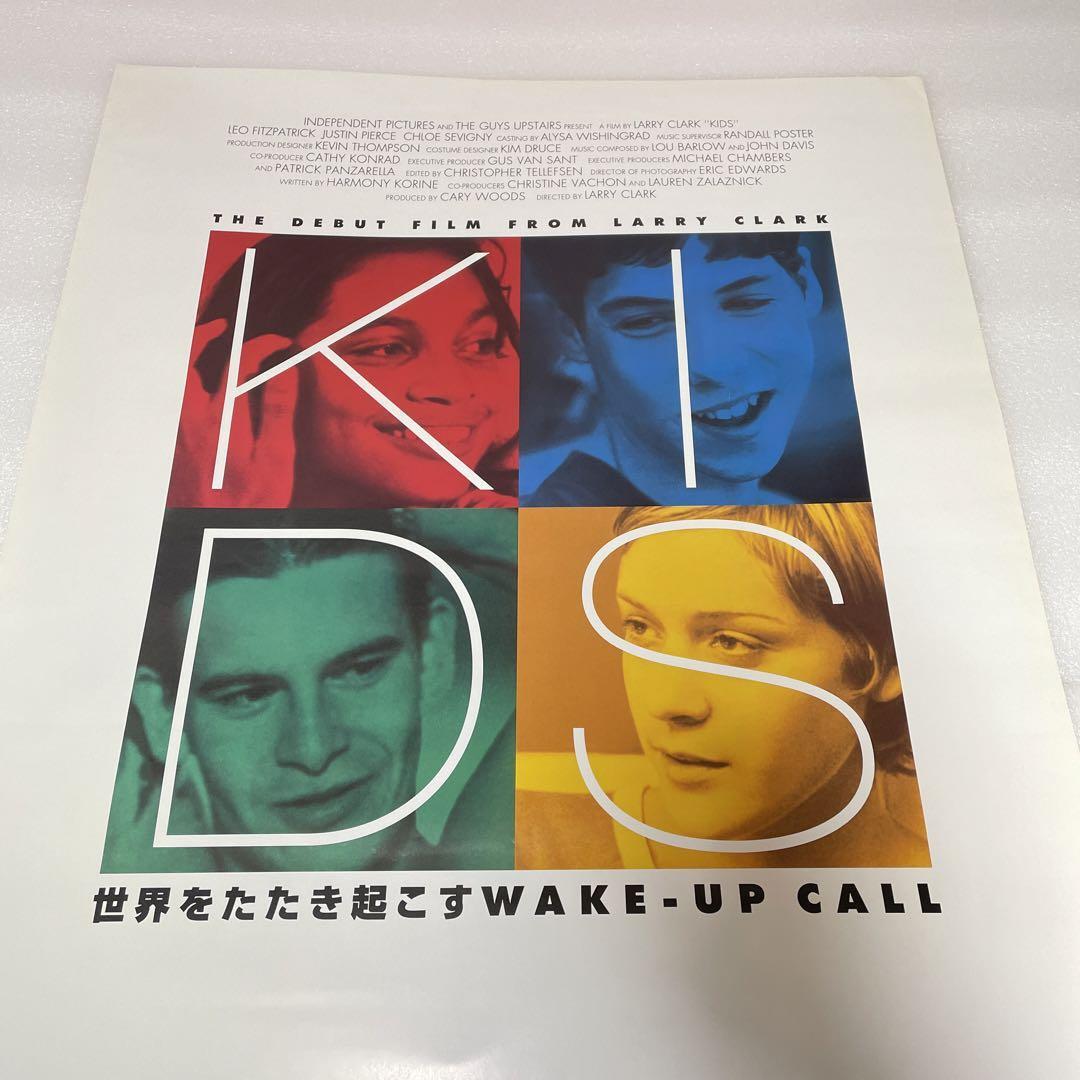 INDEPENDENT PICTURES AND THE GUYS UPSTAIRS PRESENT A FILM BY LARRY CLARK "KIDS"
LEO FITZPATRICK JUSTIN PIERCE CHLOE SEVIGNY CASTING BY ALYSA WISHINGRAD MUSIC SUPERVISOR RANDALL POSTER
PRODUCTION DESIGNER KEVIN THOMPSON COSTUME DESIGNER KIM DRUCE MUSIC COMPOSED BY LOU BARLOW AND JOHN DAVIS
CO-PRODUCER CATHY KONRAD EXECUTIVE PRODUCER GUS VAN SANT EXECUTIVE PRODUCERS MICHAEL CHAMBERS
AND PATRICK PANZARELLA EDITED BY CHRISTOPHER TELLEFSEN DIRECTOR OF PHOTOGRAPHY ERIC EDWARDS
WRITTEN BY HARMONY KORINE CO-PRODUCERS CHRISTINE VACHON AND LAUREN ZALAZNICK
PRODUCED BY CARY WOODS DIRECTED BY LARRY CLARK
THE DEBUT FILM FROM LARRY CLARK
KI
DS
世界をたたき起こすWAKE-UP CALL